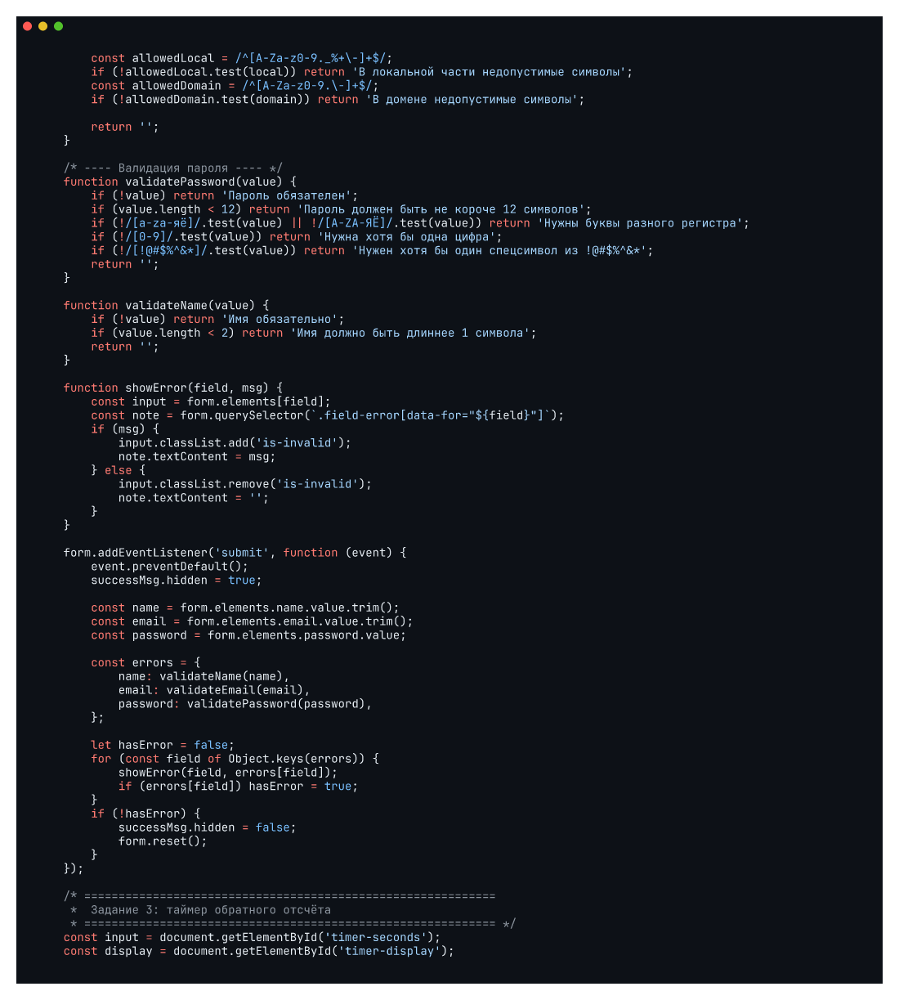 const allowedLocal = /^[A-Za-z0-9._%+\-]+$/;
if (!allowedLocal.test(local)) return 'В локальной части недопустимые символы';
const allowedDomain = /^[A-Za-z0-9.\-]+$/;
if (!allowedDomain.test(domain)) return 'В домене недопустимые символы';
return '';
}
/* ---- Валидация пароля ---- */
function validatePassword(value) {
if (!value) return 'Пароль обязателен';
if (value.length < 12) return 'Пароль должен быть не короче 12 символов';
if (!/[a-zа-яё]/.test(value) || !/[A-ZА-ЯЁ]/.test(value)) return 'Нужны буквы разного регистра';
if (!/[0-9]/.test(value)) return 'Нужна хотя бы одна цифра';
if (!/[!@#$%^&*]/.test(value)) return 'Нужен хотя бы один спецсимвол из !@#$%^&*';
return '';
}
function validateName(value) {
if (!value) return 'Имя обязательно';
if (value.length < 2) return 'Имя должно быть длиннее 1 символа';
return '';
}
function showError(field, msg) {
const input = form.elements[field];
const note = form.querySelector(`.field-error[data-for="${field}"]`);
if (msg) {
input.classList.add('is-invalid');
note.textContent = msg;
} else {
input.classList.remove('is-invalid');
note.textContent = '';
}
}
form.addEventListener('submit', function (event) {
event.preventDefault();
successMsg.hidden = true;
const name = form.elements.name.value.trim();
const email = form.elements.email.value.trim();
const password = form.elements.password.value;
const errors = {
name: validateName(name),
email: validateEmail(email),
password: validatePassword(password),
};
let hasError = false;
for (const field of Object.keys(errors)) {
showError(field, errors[field]);
if (errors[field]) hasError = true;
}
if (!hasError) {
successMsg.hidden = false;
form.reset();
}
});
/* ============================================================
*  Задание 3: таймер обратного отсчёта
* ============================================================ */
const input = document.getElementById('timer-seconds');
const display = document.getElementById('timer-display');